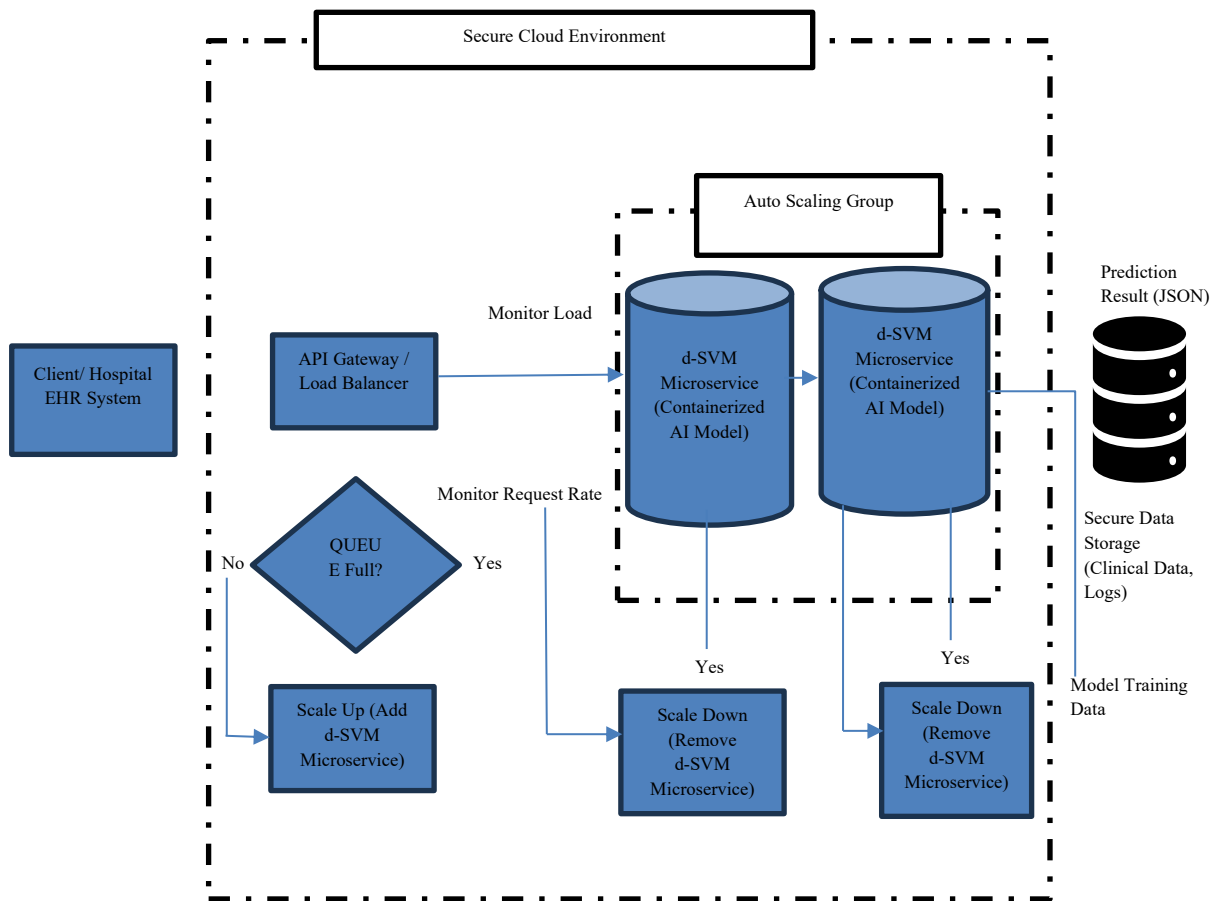 Secure Cloud Environment
Auto Scaling Group
Prediction
Result (JSON)
Monitor Load
d-SVM
Microservice
(Containerized
AI Model)
d-SVM
Microservice
(Containerized
AI Model)
Client/ Hospital
EHR System
API Gateway /
Load Balancer
Monitor Request Rate
Secure Data
Storage
(Clinical Data,
Logs)
No
QUEU
E Full?
Yes
Yes
Yes
Model Training
Data
Scale Up (Add
d-SVM
Microservice)
Scale Down
(Remove
d-SVM
Microservice)
Scale Down
(Remove
d-SVM
Microservice)